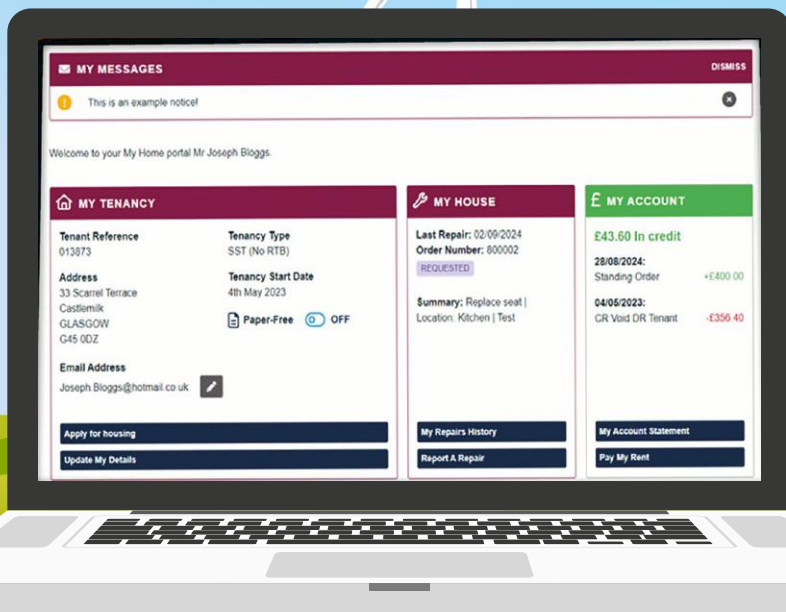 MY MESSAGES DISMISS
This is an example notice!
Welcome to your My Home portal Mr Joseph Bloggs.
MY TENANCY
Tenant Reference
013873
Address
33 Scarrel Terrace
Castlemilk
GLASGOW
G45 0DZ
Email Address
Joseph.Bloggs@hotmail.co.uk
Tenancy Type
SST (No RTB)
Tenancy Start Date
4th May 2023
Paper-Free OFF
Apply for housing
Update My Details
MY HOUSE
Last Repair: 02/09/2024
Order Number: 800002
REQUESTED
Summary: Replace seat |
Location: Kitchen | Test
My Repairs History
Report A Repair
£ MY ACCOUNT
£43.60 In credit
28/08/2024:
Standing Order +£400.00
04/05/2023:
CR Void DR Tenant -£356.40
My Account Statement
Pay My Rent